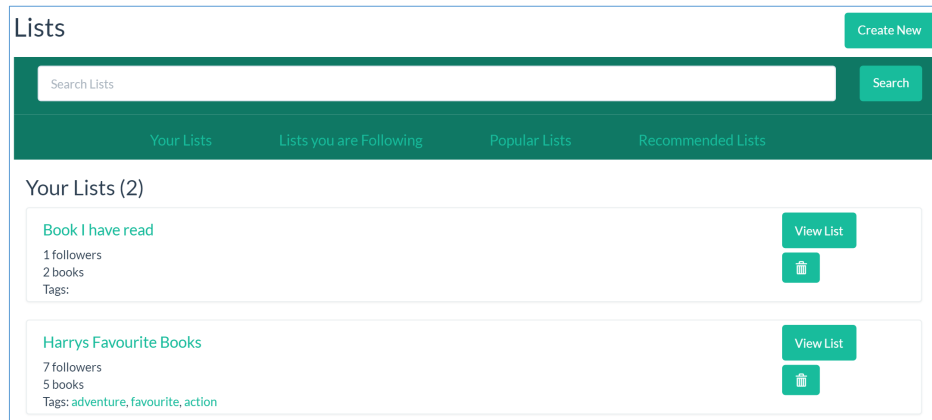 Lists
Create New
Search Lists
Search
Your Lists
Lists you are Following
Popular Lists
Recommended Lists
Your Lists (2)
Book I have read
View List
1 followers
2 books
Tags:
Harrys Favourite Books
View List
7 followers
5 books
Tags: adventure, favourite, action